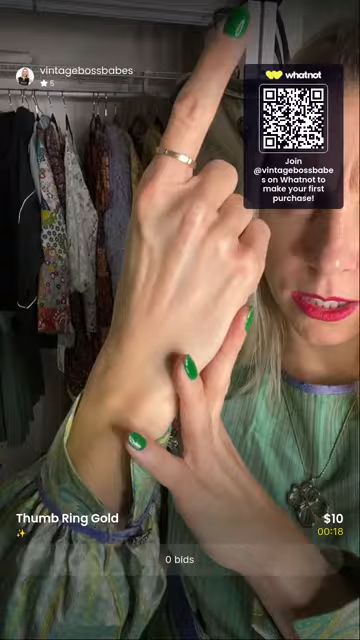 vintagebossbabes
★ 5
whatnot
Join
@vintagebossbabe
s on Whatnot to
make your first
purchase!
Thumb Ring Gold
$10
✨
00:18
0 bids